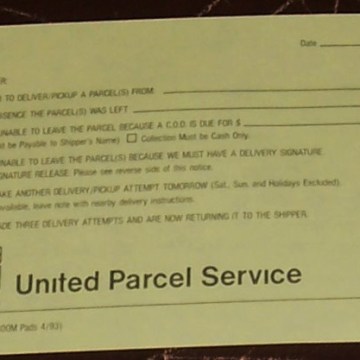 Date
ER:
TO DELIVER/PICKUP A PARCEL(S) FROM
SENCE THE PARCEL(S) WAS LEFT
NABLE TO LEAVE THE PARCEL BECAUSE A C.O.D. IS DUE FOR $
st be Payable to Shipper's Name) ☐ Collection Must be Cash Only.
NABLE TO LEAVE THE PARCEL(S) BECAUSE WE MUST HAVE A DELIVERY SIGNATURE.
GNATURE RELEASE: Please see reverse side of this notice.
AKE ANOTHER DELIVERY/PICKUP ATTEMPT TOMORROW (Sat., Sun. and Holidays Excluded).
available, leave note with nearby delivery instructions.
ADE THREE DELIVERY ATTEMPTS AND ARE NOW RETURNING IT TO THE SHIPPER.
United Parcel Service
00M Pads 4/93)